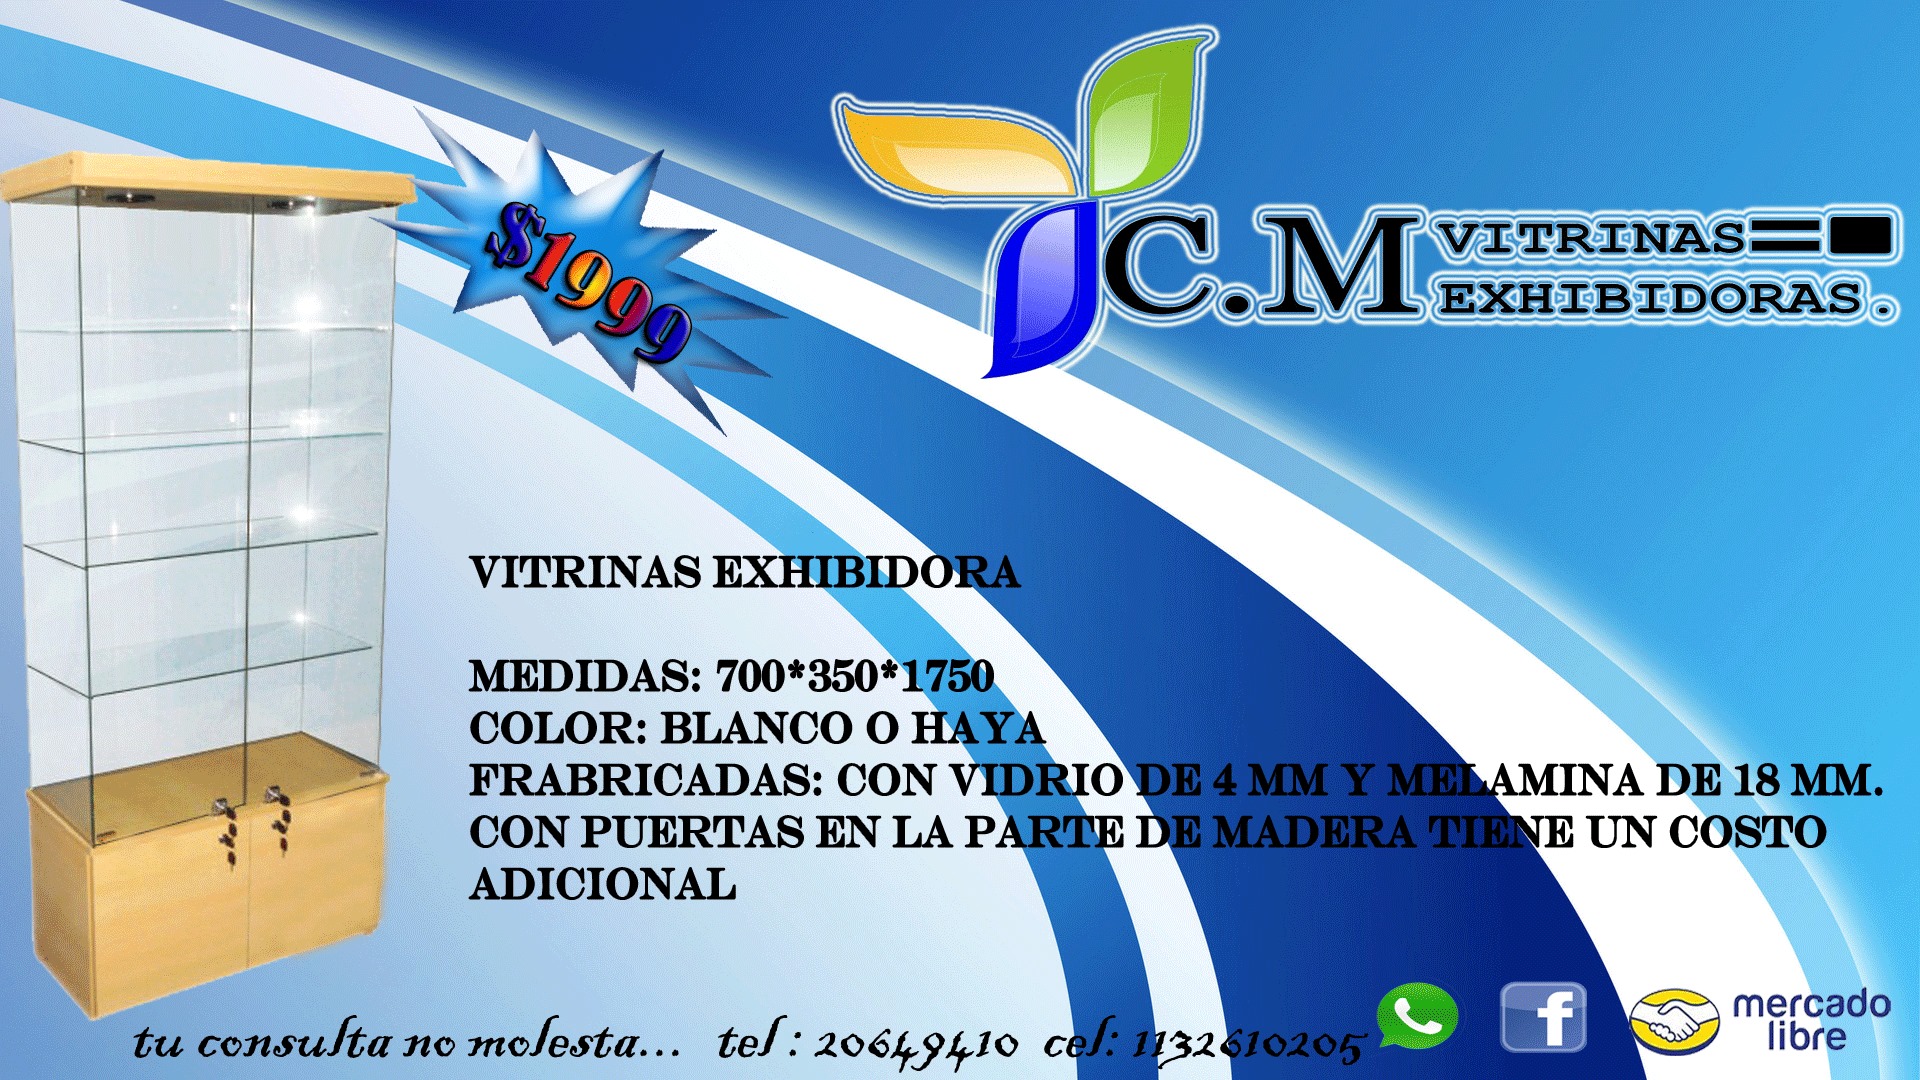 $1999
C.M VITRINAS
EXHIBIDORAS.
VITRINAS EXHIBIDORA
MEDIDAS: 700*350*1750
COLOR: BLANCO O HAYA
FRABRICADAS: CON VIDRIO DE 4 MM Y MELAMINA DE 18 MM.
CON PUERTAS EN LA PARTE DE MADERA TIENE UN COSTO
ADICIONAL
tu consulta no molesta... tel : 20649410 cel: 1132610205
f
mercado
libre